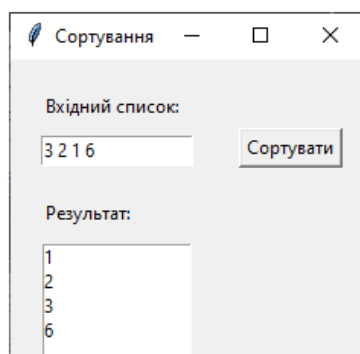 Сортування
Вхідний список:
3 2 1 6
Сортувати
Результат:
1
2
3
6